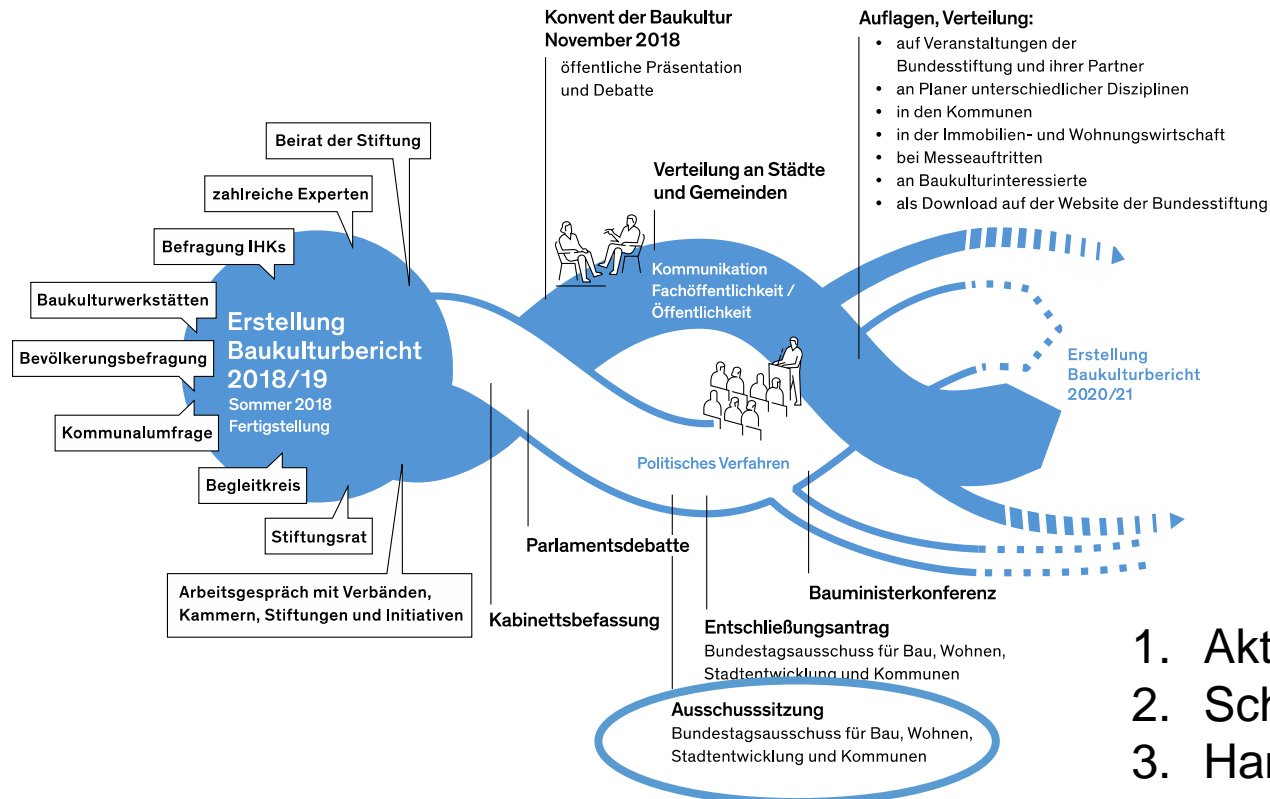 Konvent der Baukultur
November 2018
öffentliche Präsentation
und Debatte
Auflagen, Verteilung:
• auf Veranstaltungen der
Bundesstiftung und ihrer Partner
• an Planer unterschiedlicher Disziplinen
• in den Kommunen
• in der Immobilien- und Wohnungswirtschaft
• bei Messeauftritten
• an Baukulturinteressierte
• als Download auf der Website der Bundesstiftung
Beirat der Stiftung
zahlreiche Experten
Befragung IHKs
Baukulturwerkstätten
Bevölkerungsbefragung
Kommunalumfrage
Begleitkreis
Stiftungsrat
Arbeitsgespräch mit Verbänden,
Kammern, Stiftungen und Initiativen
Erstellung
Baukulturbericht
2018/19
Sommer 2018
Fertigstellung
Verteilung an Städte
und Gemeinden
Kommunikation
Fachöffentlichkeit /
Öffentlichkeit
Erstellung
Baukulturbericht
2020/21
Politisches Verfahren
Kabinettsbefassung
Parlamentsdebatte
Bauministerkonferenz
Entschließungsantrag
Bundestagsausschuss für Bau, Wohnen,
Stadtentwicklung und Kommunen
Ausschusssitzung
Bundestagsausschuss für Bau, Wohnen,
Stadtentwicklung und Kommunen
1.
2.
3.